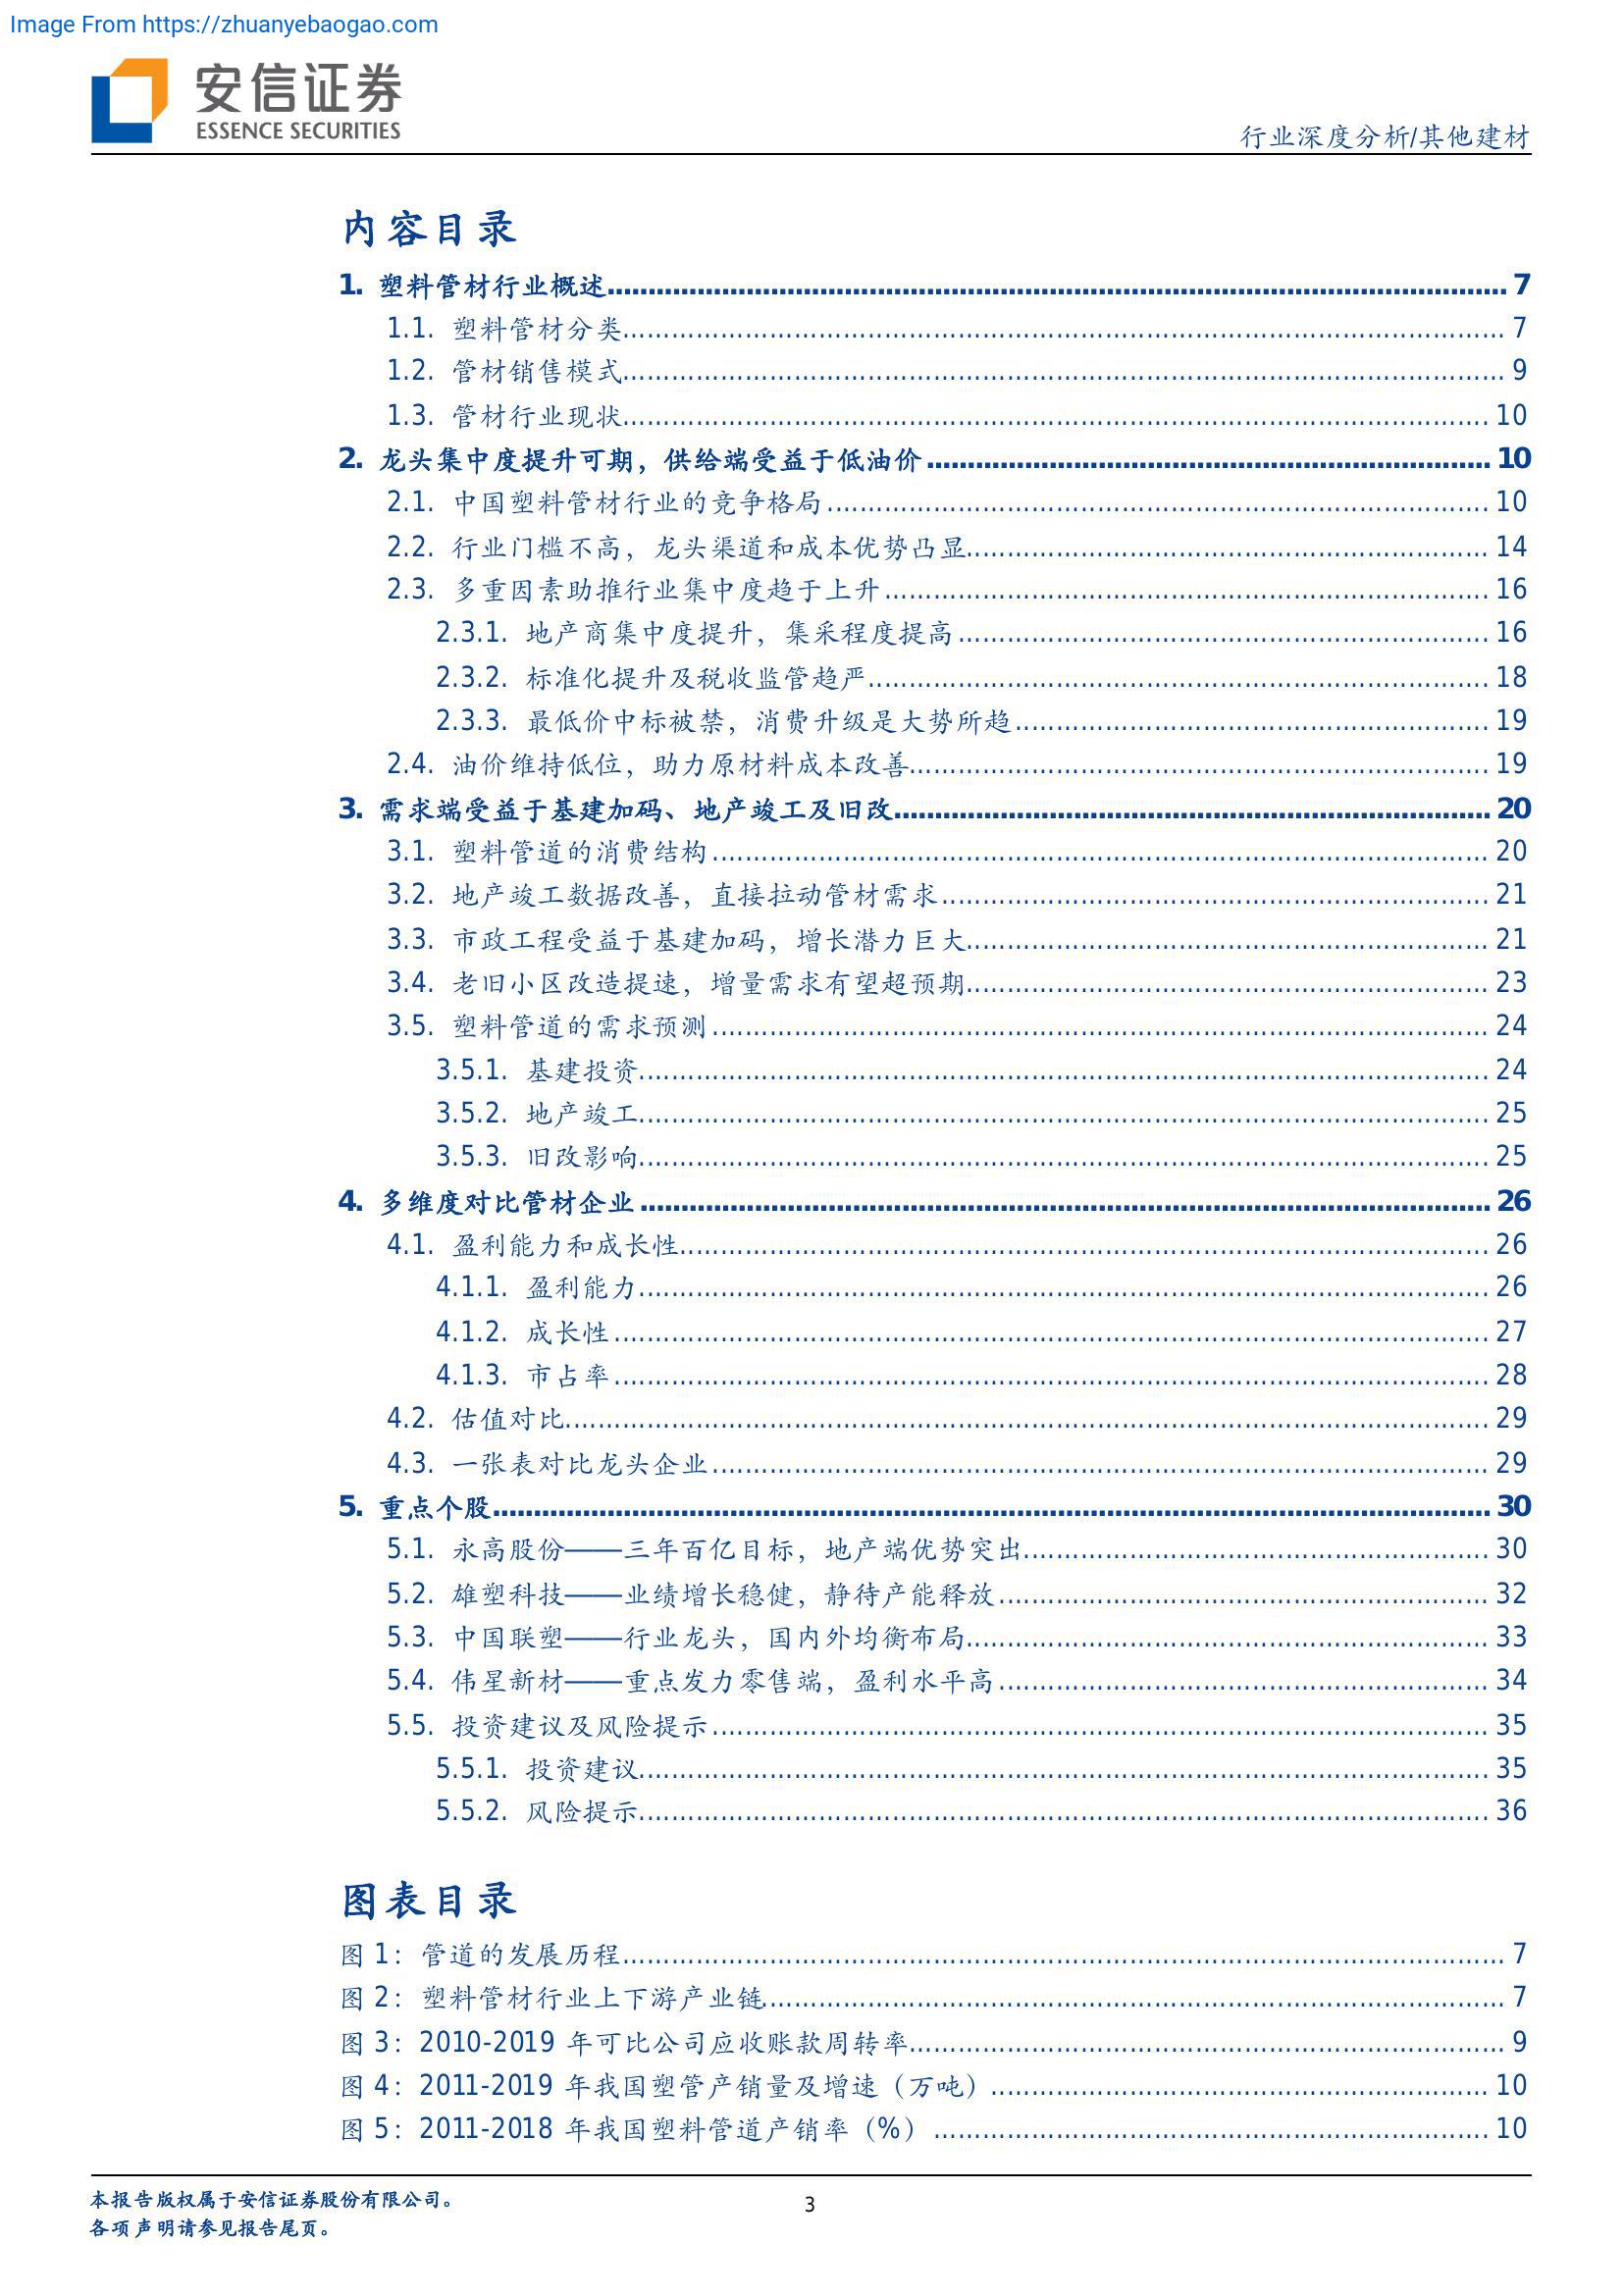 Image From https://zhuanyebaogao.com
安信证券
ESSENCE SECURITIES
行业深度分析/其他建材
内容目录
1. 塑料管材行业概述 7
1.1. 塑料管材分类 7
1.2. 管材销售模式 9
1.3. 管材行业现状 10
2. 龙头集中度提升可期，供给端受益于低油价 10
2.1. 中国塑料管材行业的竞争格局 10
2.2. 行业门槛不高，龙头渠道和成本优势凸显 14
2.3. 多重因素助推行业集中度趋于上升 16
2.3.1. 地产商集中度提升，集采程度提高 16
2.3.2. 标准化提升及税收监管趋严 18
2.3.3. 最低价中标被禁，消费升级是大势所趋 19
2.4. 油价维持低位，助力原材料成本改善 19
3. 需求端受益于基建加码、地产竣工及旧改 20
3.1. 塑料管道的消费结构 20
3.2. 地产竣工数据改善，直接拉动管材需求 21
3.3. 市政工程受益于基建加码，增长潜力巨大 21
3.4. 老旧小区改造提速，增量需求有望超预期 23
3.5. 塑料管道的需求预测 24
3.5.1. 基建投资 24
3.5.2. 地产竣工 25
3.5.3. 旧改影响 25
4. 多维度对比管材企业 26
4.1. 盈利能力和成长性 26
4.1.1. 盈利能力 26
4.1.2. 成长性 27
4.1.3. 市占率 28
4.2. 估值对比 29
4.3. 一张表对比龙头企业 29
5. 重点个股 30
5.1. 永高股份——三年百亿目标，地产端优势突出 30
5.2. 雄塑科技——业绩增长稳健，静待产能释放 32
5.3. 中国联塑——行业龙头，国内外均衡布局 33
5.4. 伟星新材——重点发力零售端，盈利水平高 34
5.5. 投资建议及风险提示 35
5.5.1. 投资建议 35
5.5.2. 风险提示 36
图表目录
图 1：管道的发展历程 7
图 2：塑料管材行业上下游产业链 7
图 3：2010-2019 年可比公司应收账款周转率 9
图 4：2011-2019 年我国塑管产销量及增速（万吨） 10
图 5：2011-2018 年我国塑料管道产销率（%） 10
本报告版权属于安信证券股份有限公司。
3
各项声明请参见报告尾页。